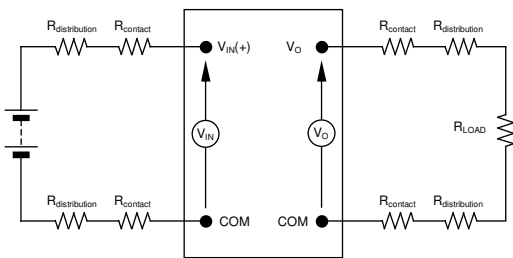 R_distribution R_contact R_contact R_distribution
V_IN(+) V_O
V_IN V_O R_LOAD
R_distribution R_contact R_contact R_distribution
COM COM